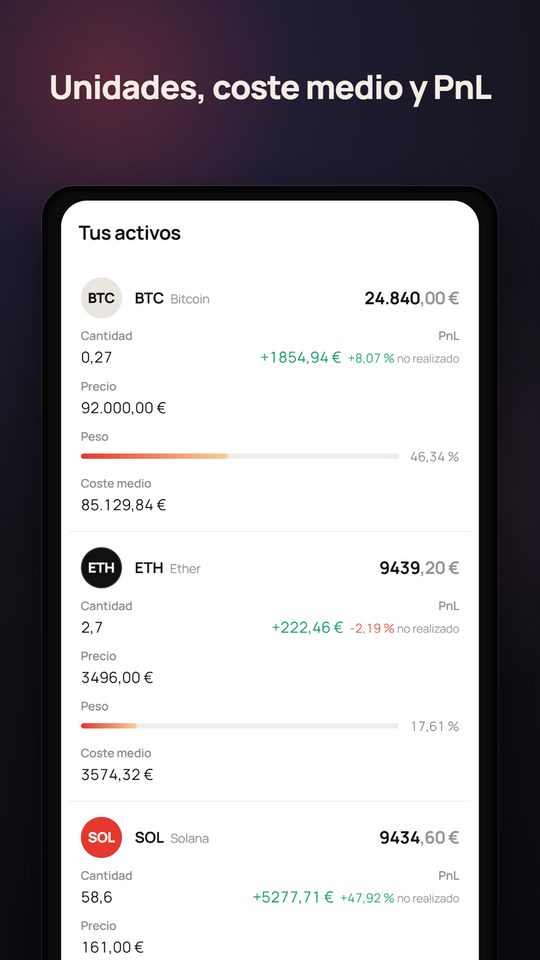 Unidades, coste medio y PnL
Tus activos
BTC BTC Bitcoin 24.840,00 €
Cantidad PnL
0,27 +1854,94 € +8,07 % no realizado
Precio
92.000,00 €
Peso
46,34 %
Coste medio
85.129,84 €
ETH ETH Ether 9439,20 €
Cantidad PnL
2,7 +222,46 € -2,19 % no realizado
Precio
3496,00 €
Peso
17,61 %
Coste medio
3574,32 €
SOL SOL Solana 9434,60 €
Cantidad PnL
58,6 +5277,71 € +47,92 % no realizado
Precio
161,00 €